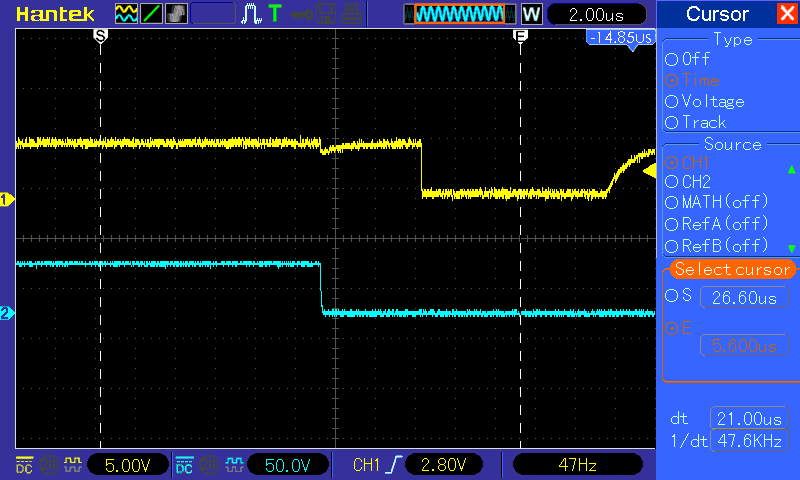 Hantek T W 2.00us Cursor X
S E -14.85uS
Type
Off
Time
Voltage
Track
Source
CH1
CH2
MATH(off)
RefA(off)
RefB(off)
Select cursor
S 26.60us
E 5.600us
dt 21.00us
1/dt 47.6KHz
1
2
DC 20 5.00V DC 20 50.0V CH1 2.80V 47Hz